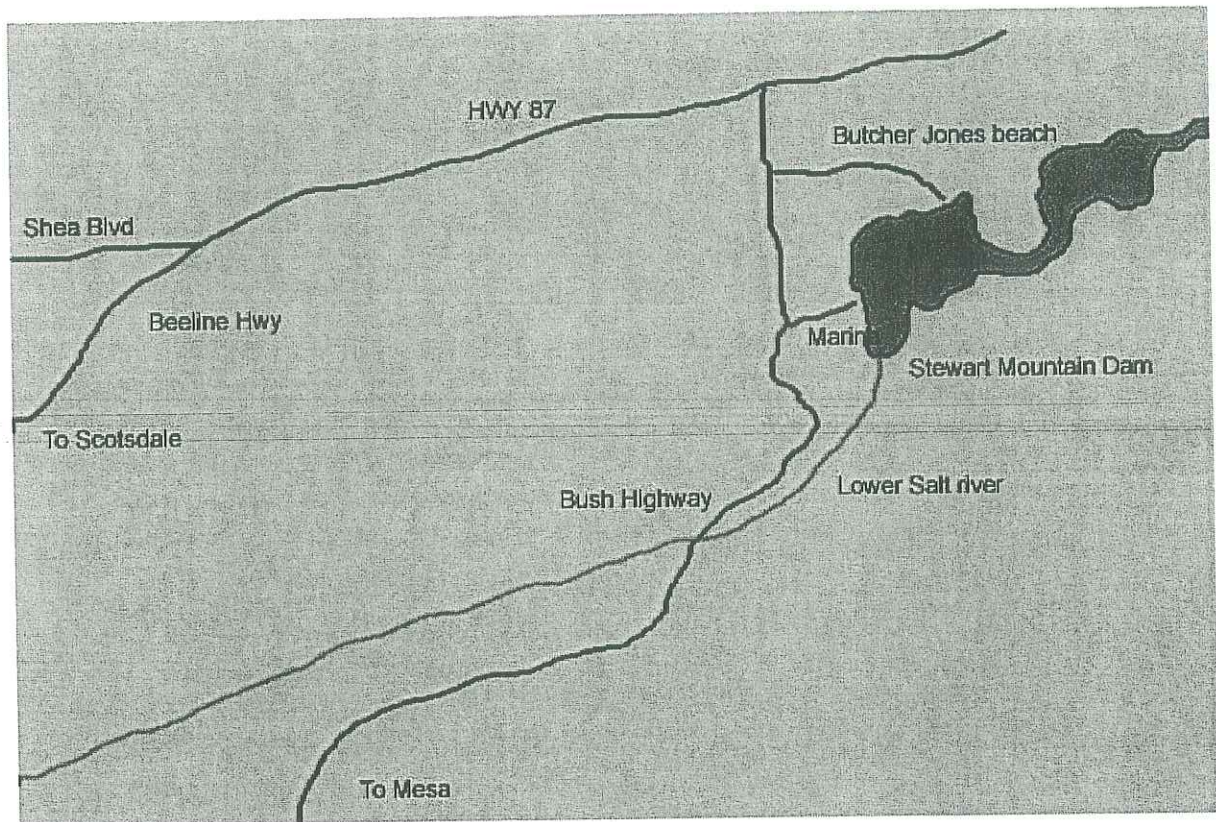 HWY 87
Butcher Jones beach
Shea Blvd
Beeline Hwy
Marina
Stewart Mountain Dam
To Scotsdale
Bush Highway
Lower Salt river
To Mesa